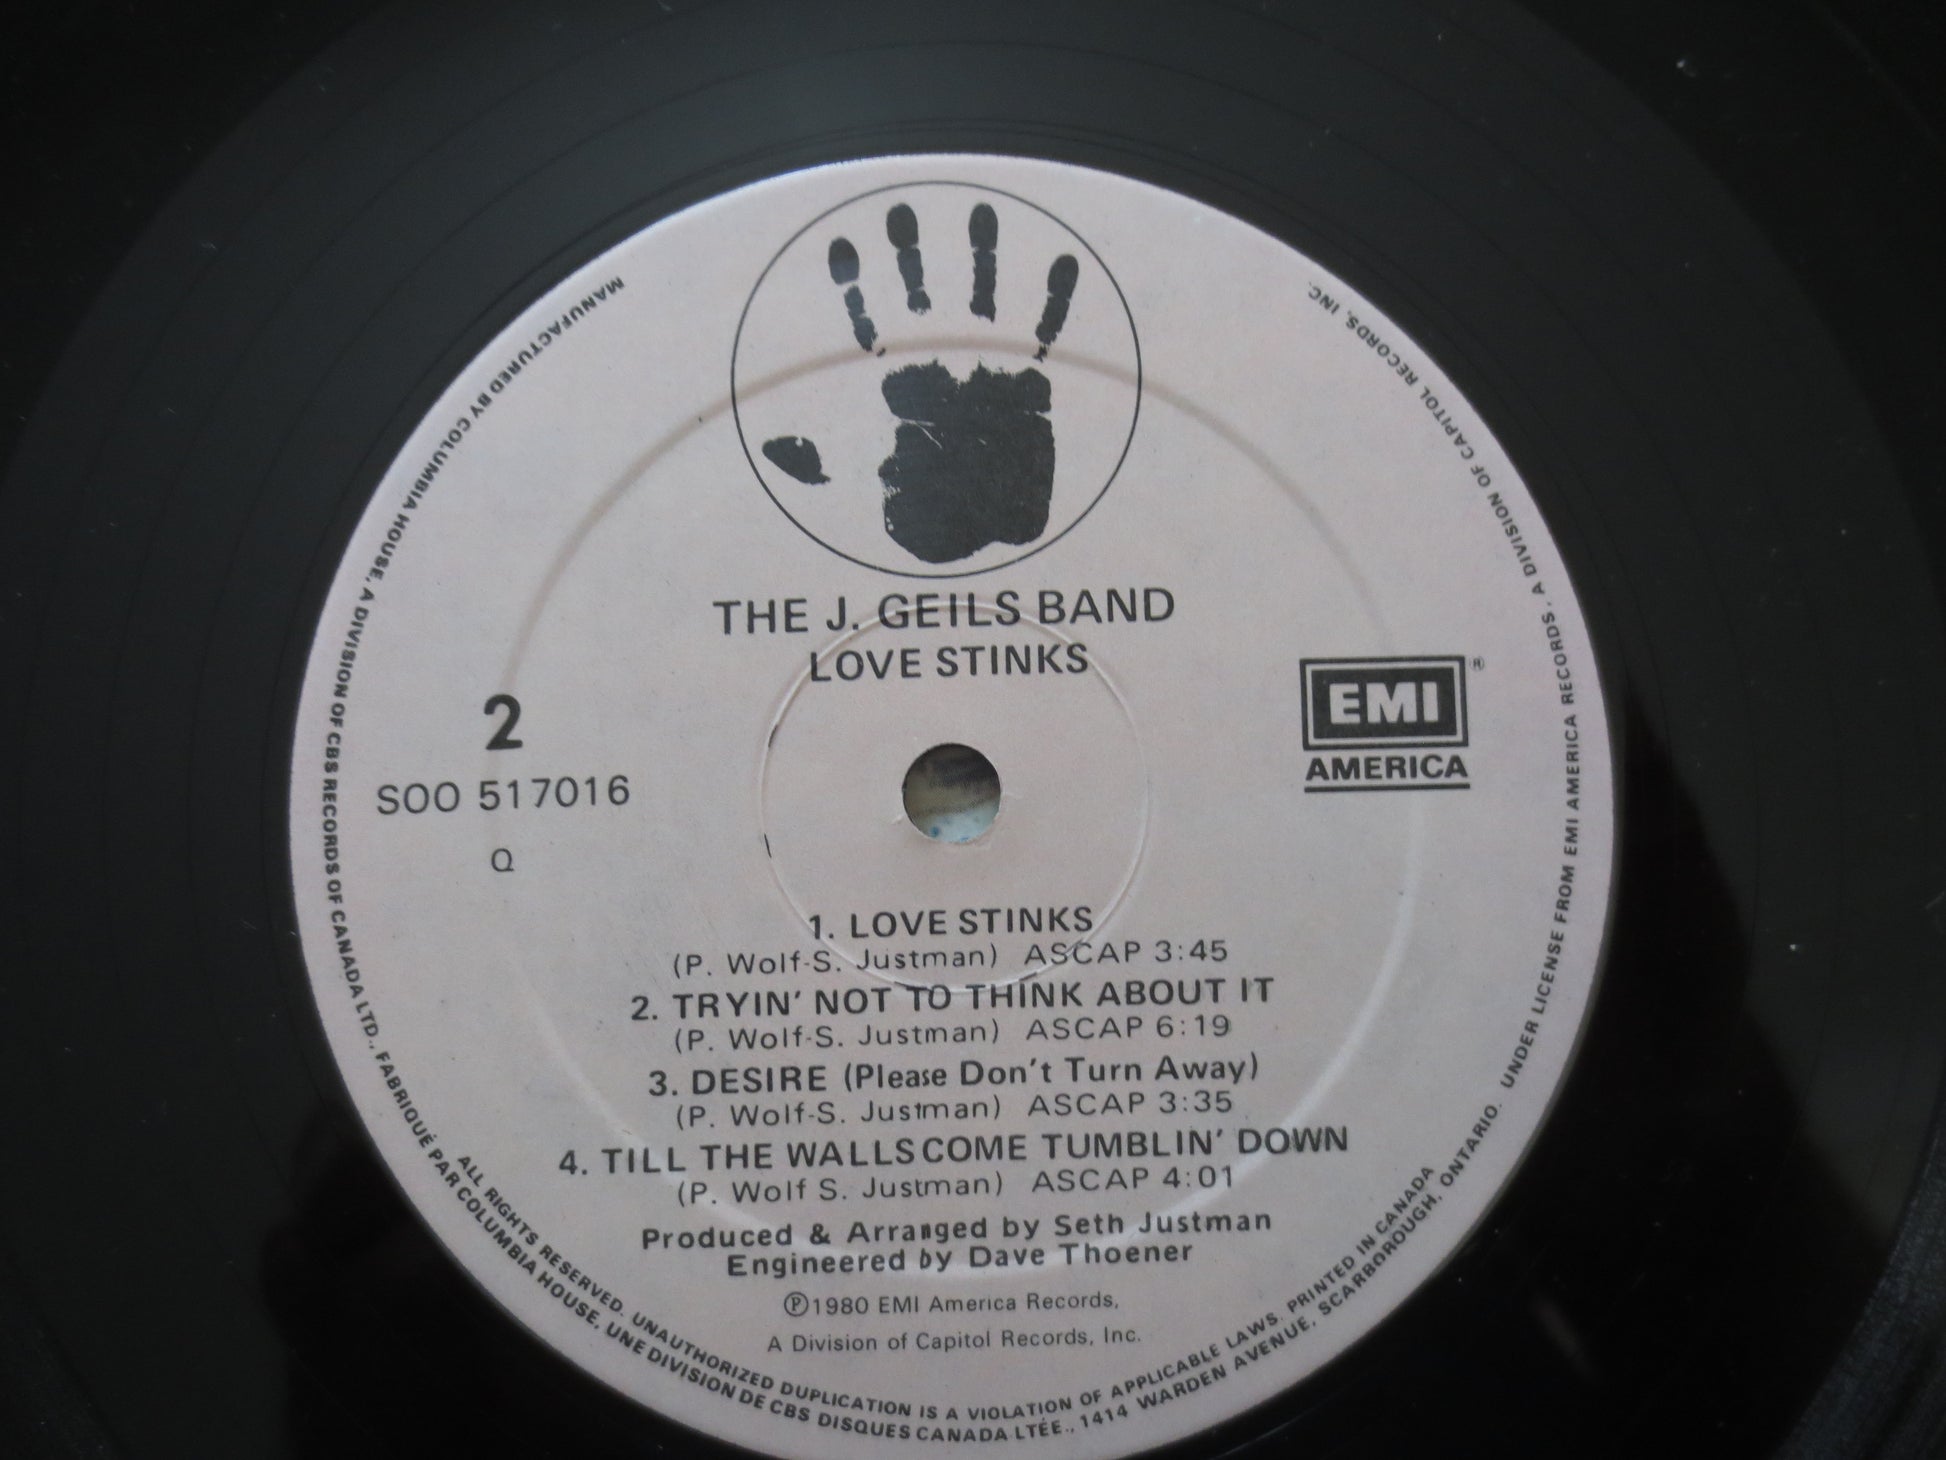 THE J. GEILS BAND
LOVE STINKS
2
SOO 517016
Q
EMI®
AMERICA
1. LOVE STINKS
(P. Wolf-S. Justman) ASCAP 3:45
2. TRYIN' NOT TO THINK ABOUT IT
(P. Wolf-S. Justman) ASCAP 6:19
3. DESIRE (Please Don't Turn Away)
(P. Wolf-S. Justman) ASCAP 3:35
4. TILL THE WALLS COME TUMBLIN' DOWN
(P. Wolf S. Justman) ASCAP 4:01
Produced & Arranged by Seth Justman
Engineered by Dave Thoener
Ⓟ1980 EMI America Records,
A Division of Capitol Records, Inc.
MANUFACTURED BY COLUMBIA HOUSE, A DIVISION OF CBS RECORDS OF CANADA LTD., FABRIQUÉ PAR COLUMBIA HOUSE, UNE DIVISION DE CBS DISQUES CANADA LTÉE., 1414 WARDEN AVENUE, SCARBOROUGH, ONTARIO. UNDER LICENSE FROM EMI AMERICA RECORDS, A DIVISION OF CAPITOL RECORDS, INC.
ALL RIGHTS RESERVED. UNAUTHORIZED DUPLICATION IS A VIOLATION OF APPLICABLE LAWS. PRINTED IN CANADA